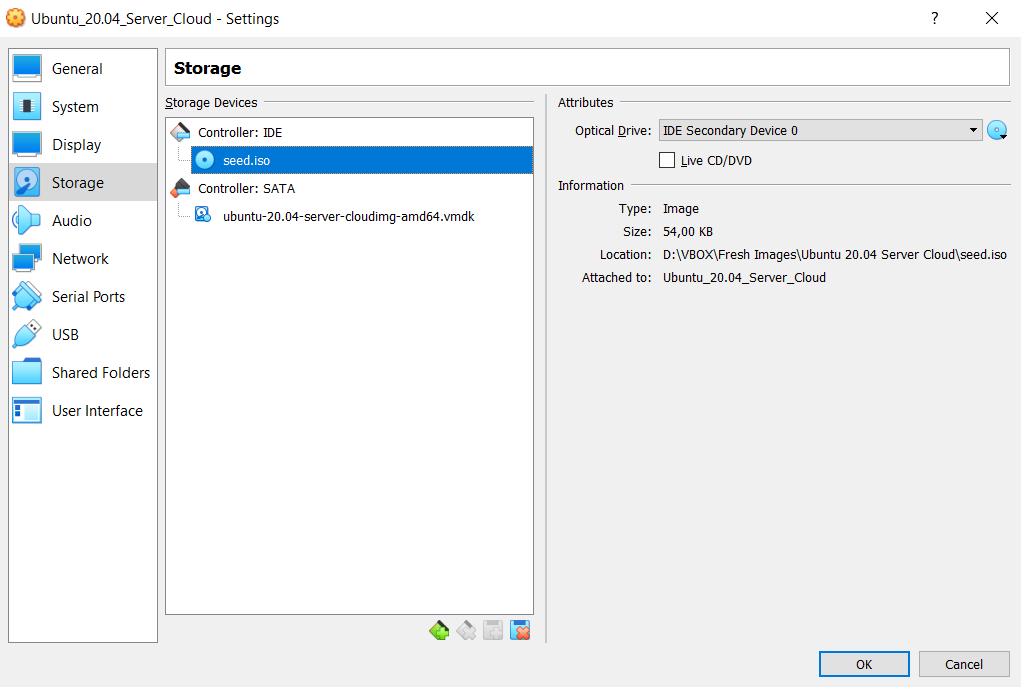 Ubuntu_20.04_Server_Cloud - Settings
?
General
System
Display
Storage
Audio
Network
Serial Ports
USB
Shared Folders
User Interface
Storage
Storage Devices
Controller: IDE
seed.iso
Controller: SATA
ubuntu-20.04-server-cloudimg-amd64.vmdk
Attributes
Optical Drive: IDE Secondary Device 0
Live CD/DVD
Information
Type: Image
Size: 54,00 KB
Location: D:\VBOX\Fresh Images\Ubuntu 20.04 Server Cloud\seed.iso
Attached to: Ubuntu_20.04_Server_Cloud
OK Cancel